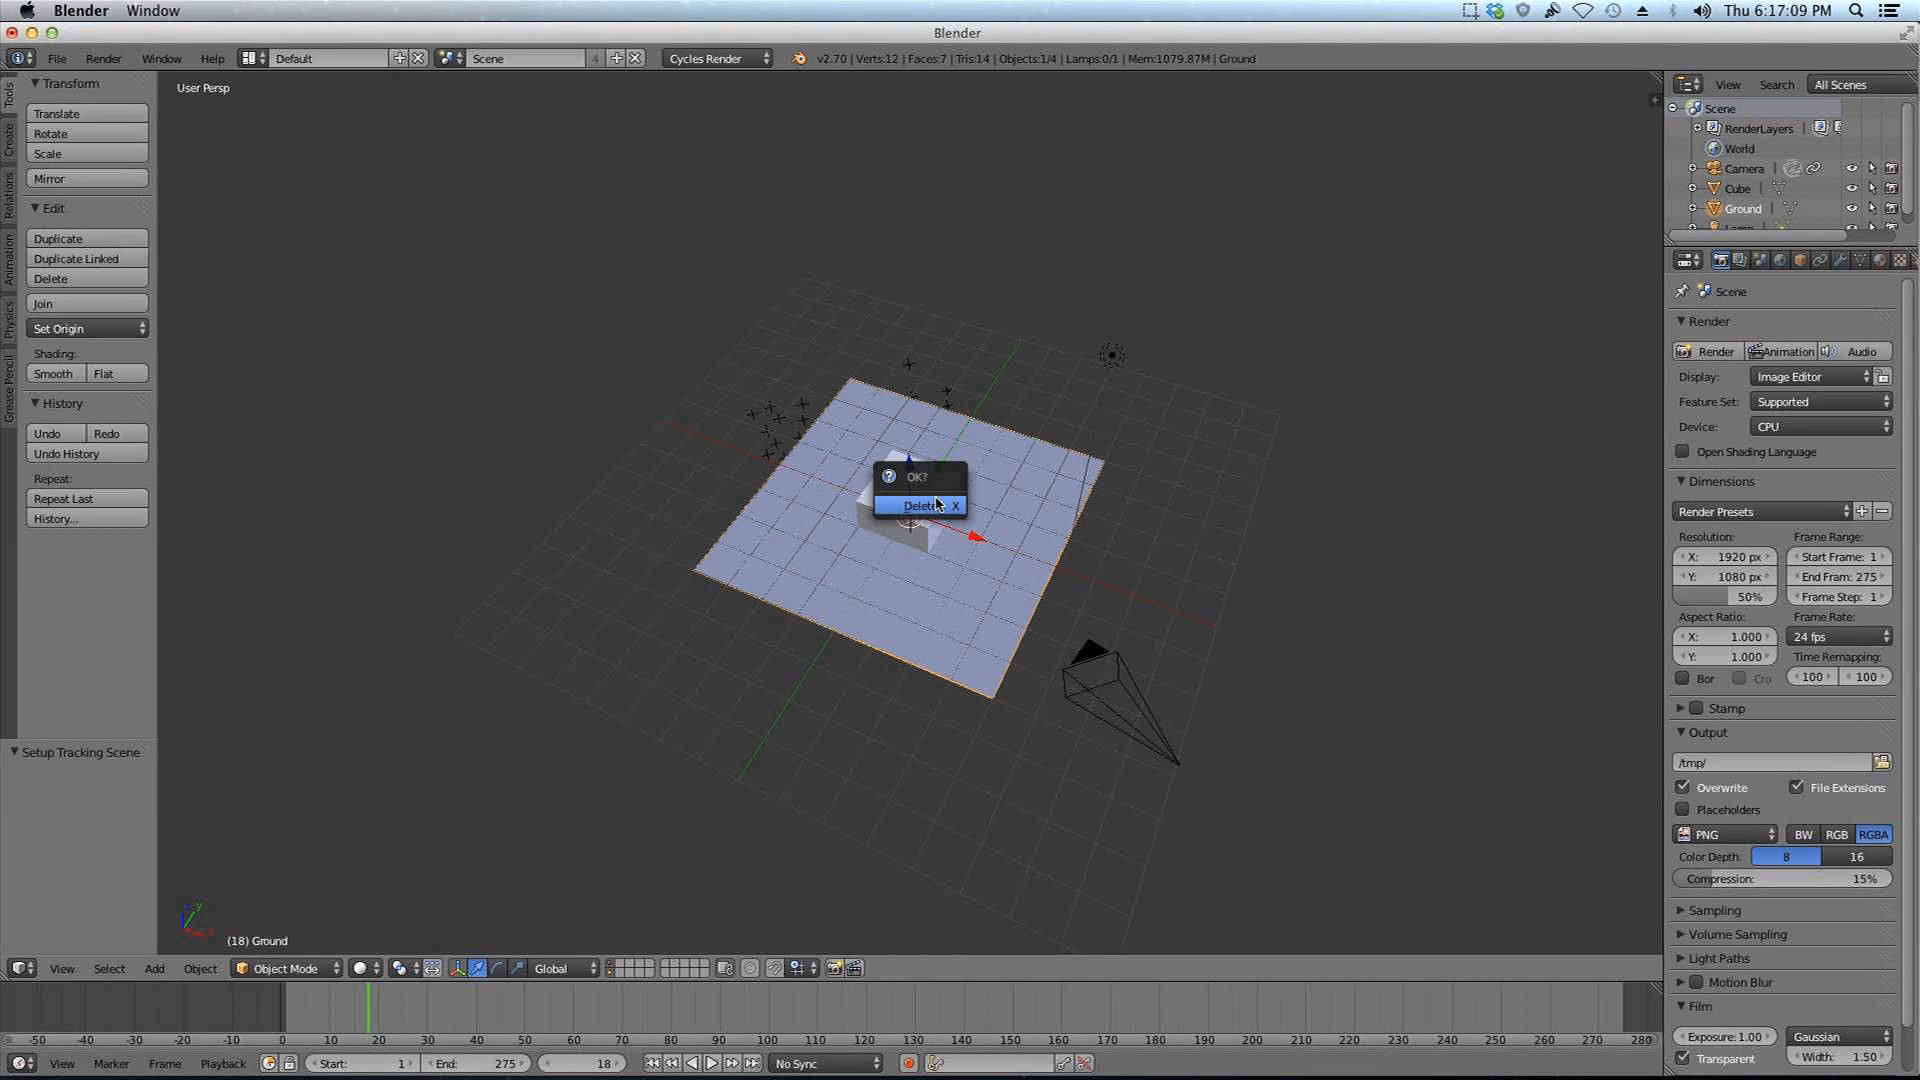 Blender Window Thu 6:17:09 PM
Blender
File Render Window Help Default Scene 4 Cycles Render v2.70 | Verts:12 | Faces:7 | Tris:14 | Objects:1/4 | Lamps:0/1 | Mem:1079.87M | Ground
Tools
Create
Relations
Animation
Physics
Grease Pencil
Transform
Translate
Rotate
Scale
Mirror
Edit
Duplicate
Duplicate Linked
Delete
Join
Set Origin
Shading:
Smooth Flat
History
Undo Redo
Undo History
Repeat:
Repeat Last
History...
Setup Tracking Scene
User Persp
OK?
Delete X
(18) Ground
View Search All Scenes
Scene
RenderLayers
World
Camera
Cube
Ground
Lamp
Scene
Render
Render Animation Audio
Display: Image Editor
Feature Set: Supported
Device: CPU
Open Shading Language
Dimensions
Render Presets
Resolution: Frame Range:
X: 1920 px Start Frame: 1
Y: 1080 px End Fram: 275
50% Frame Step: 1
Aspect Ratio: Frame Rate:
X: 1.000 24 fps
Y: 1.000 Time Remapping:
Bor Cro 100 100
Stamp
Output
/tmp/
Overwrite File Extensions
Placeholders
PNG BW RGB RGBA
Color Depth: 8 16
Compression: 15%
Sampling
Volume Sampling
Light Paths
Motion Blur
Film
Exposure: 1.00 Gaussian
Transparent Width: 1.50
View Select Add Object Object Mode Global
-50 -40 -30 -20 -10 0 10 20 30 40 50 60 70 80 90 100 110 120 130 140 150 160 170 180 190 200 210 220 230 240 250 260 270 280
View Marker Frame Playback Start: 1 End: 275 18 No Sync